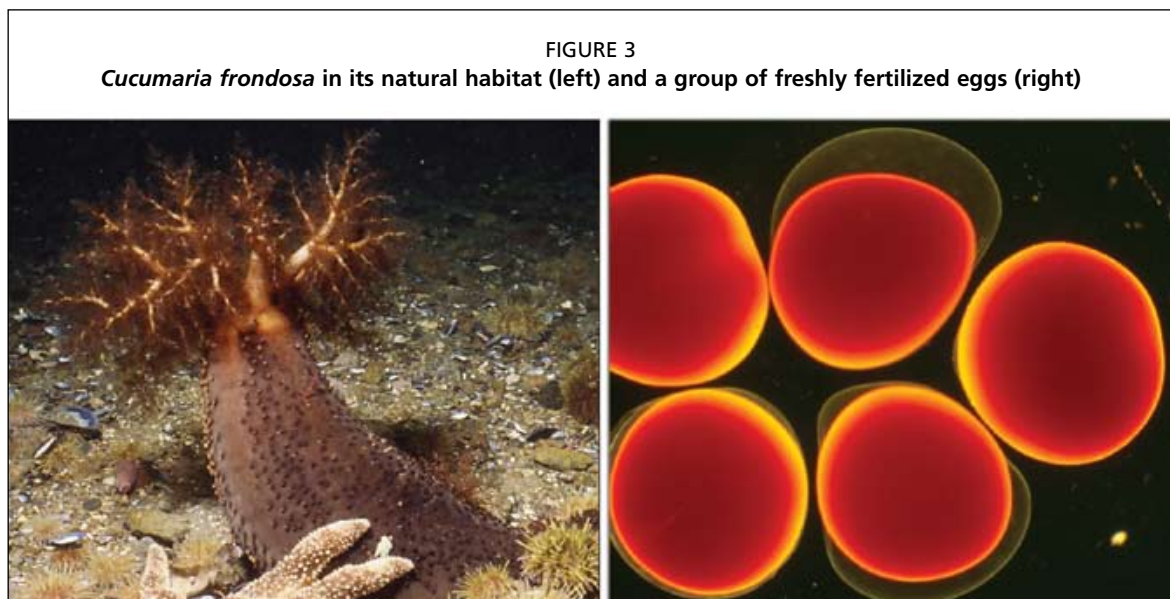 FIGURE 3
Cucumaria frondosa in its natural habitat (left) and a group of freshly fertilized eggs (right)